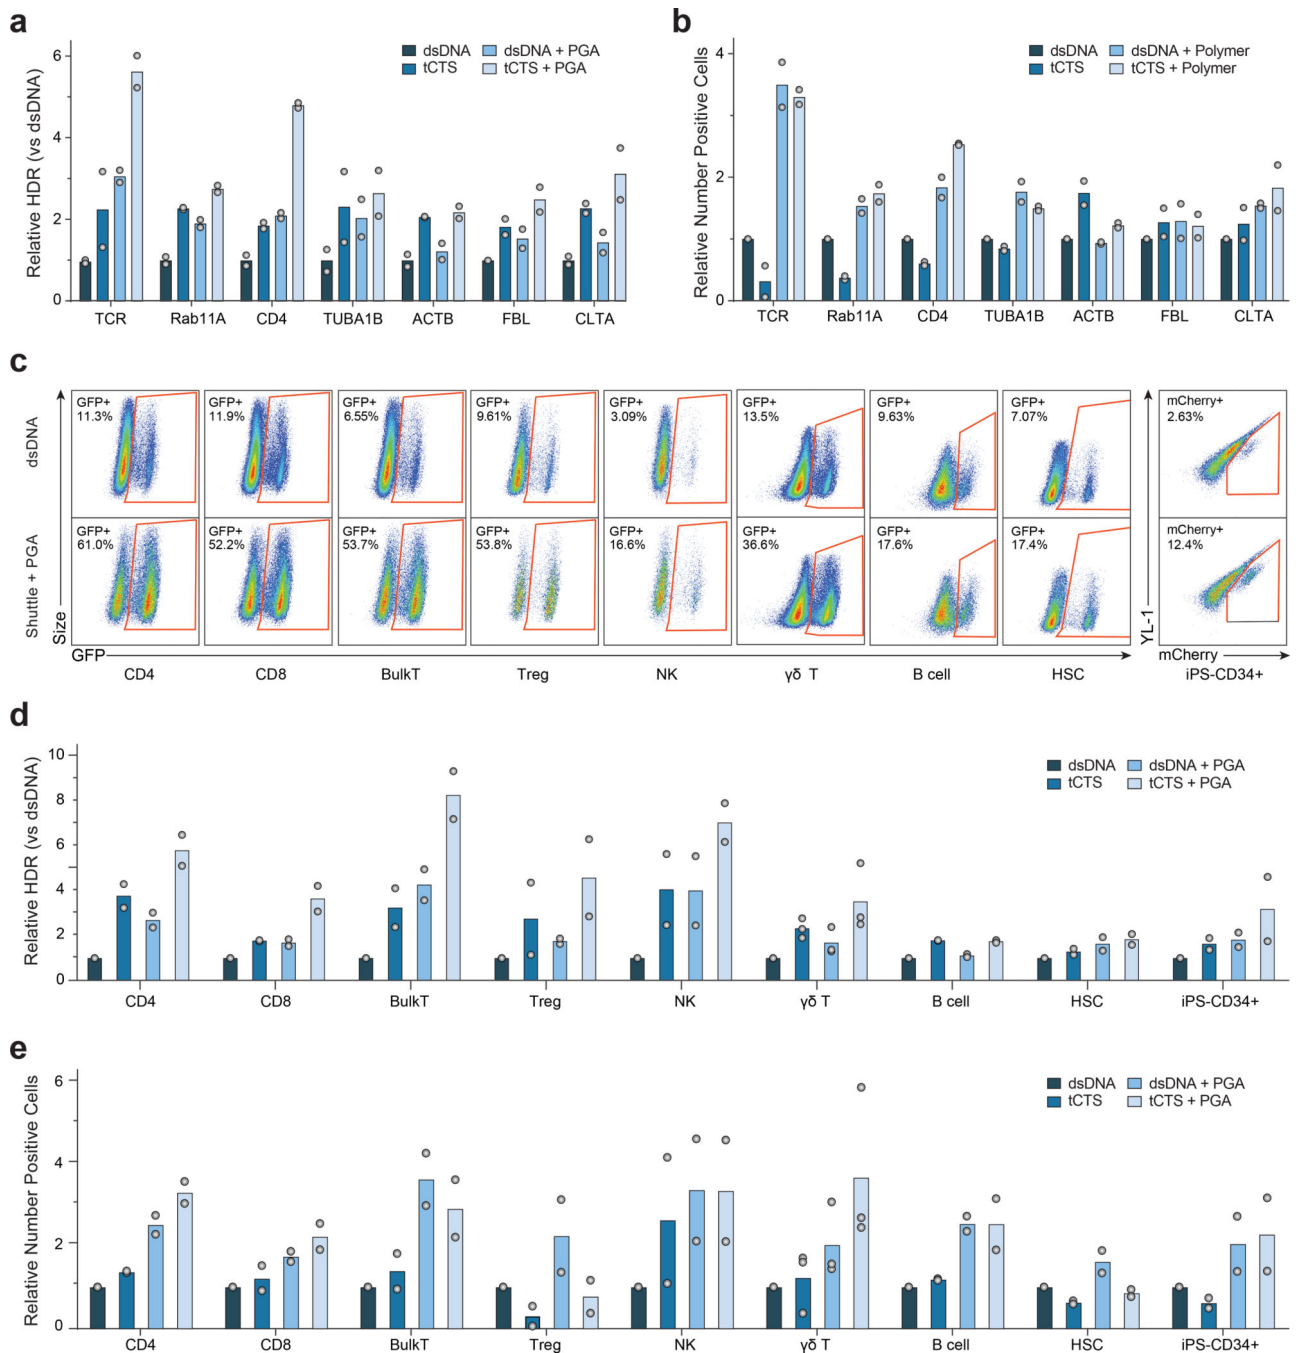 a
Relative HDR (vs dsDNA)
6
4
2
0
dsDNA
dsDNA + PGA
tCTS
tCTS + PGA
TCR Rab11A CD4 TUBA1B ACTB FBL CLTA
b
Relative Number Positive Cells
4
2
0
dsDNA
dsDNA + Polymer
tCTS
tCTS + Polymer
TCR Rab11A CD4 TUBA1B ACTB FBL CLTA
c
dsDNA
GFP+ GFP+ GFP+ GFP+ GFP+ GFP+ GFP+ GFP+ mCherry+
11.3% 11.9% 6.55% 9.61% 3.09% 13.5% 9.63% 7.07% 2.63%
Shuttle + PGA
GFP+ GFP+ GFP+ GFP+ GFP+ GFP+ GFP+ GFP+ mCherry+
61.0% 52.2% 53.7% 53.8% 16.6% 36.6% 17.6% 17.4% 12.4%
Size
YL-1
GFP mCherry
CD4 CD8 BulkT Treg NK γδ T B cell HSC iPS-CD34+
d
Relative HDR (vs dsDNA)
10
8
6
4
2
0
dsDNA
dsDNA + PGA
tCTS
tCTS + PGA
CD4 CD8 BulkT Treg NK γδ T B cell HSC iPS-CD34+
e
Relative Number Positive Cells
6
4
2
0
dsDNA
dsDNA + PGA
tCTS
tCTS + PGA
CD4 CD8 BulkT Treg NK γδ T B cell HSC iPS-CD34+